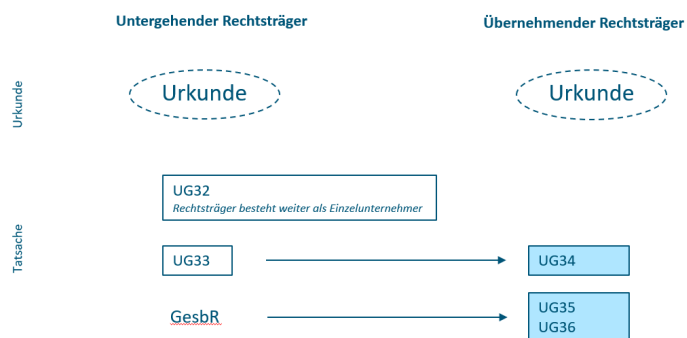 Untergehender Rechtsträger
Übernehmender Rechtsträger
Urkunde
Urkunde
Urkunde
UG32
Rechtsträger besteht weiter als Einzelunternehmer
Tatsache
UG33
UG34
GesbR
UG35
UG36